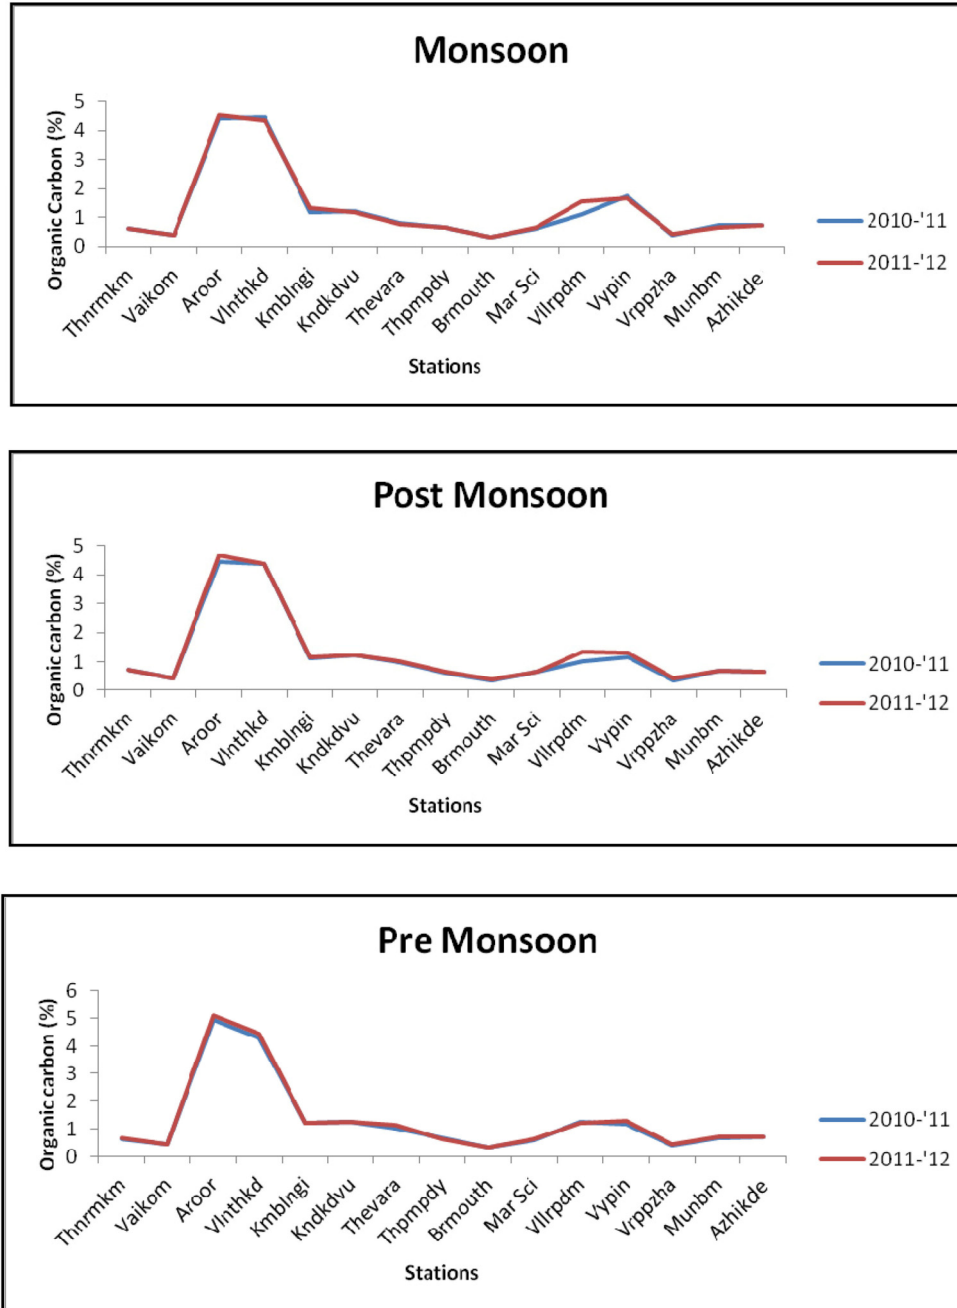 Monsoon
Organic Carbon (%)
5
4
3
2
1
0
Thnrmkm
Vaikom
Aroor
Vlnthkd
Kmblngi
Kndkdvu
Thevara
Thpmpdy
Brmouth
Mar Sci
Vllrpdm
Vypin
Vrppzha
Munbm
Azhikde
Stations
2010-'11
2011-'12
Post Monsoon
Organic carbon (%)
5
4
3
2
1
0
Thnrmkm
Vaikom
Aroor
Vlnthkd
Kmblngi
Kndkdvu
Thevara
Thpmpdy
Brmouth
Mar Sci
Vllrpdm
Vypin
Vrppzha
Munbm
Azhikde
Stations
2010-'11
2011-'12
Pre Monsoon
Organic carbon (%)
6
5
4
3
2
1
0
Thnrmkm
Vaikom
Aroor
Vlnthkd
Kmblngi
Kndkdvu
Thevara
Thpmpdy
Brmouth
Mar Sci
Vllrpdm
Vypin
Vrppzha
Munbm
Azhikde
Stations
2010-'11
2011-'12